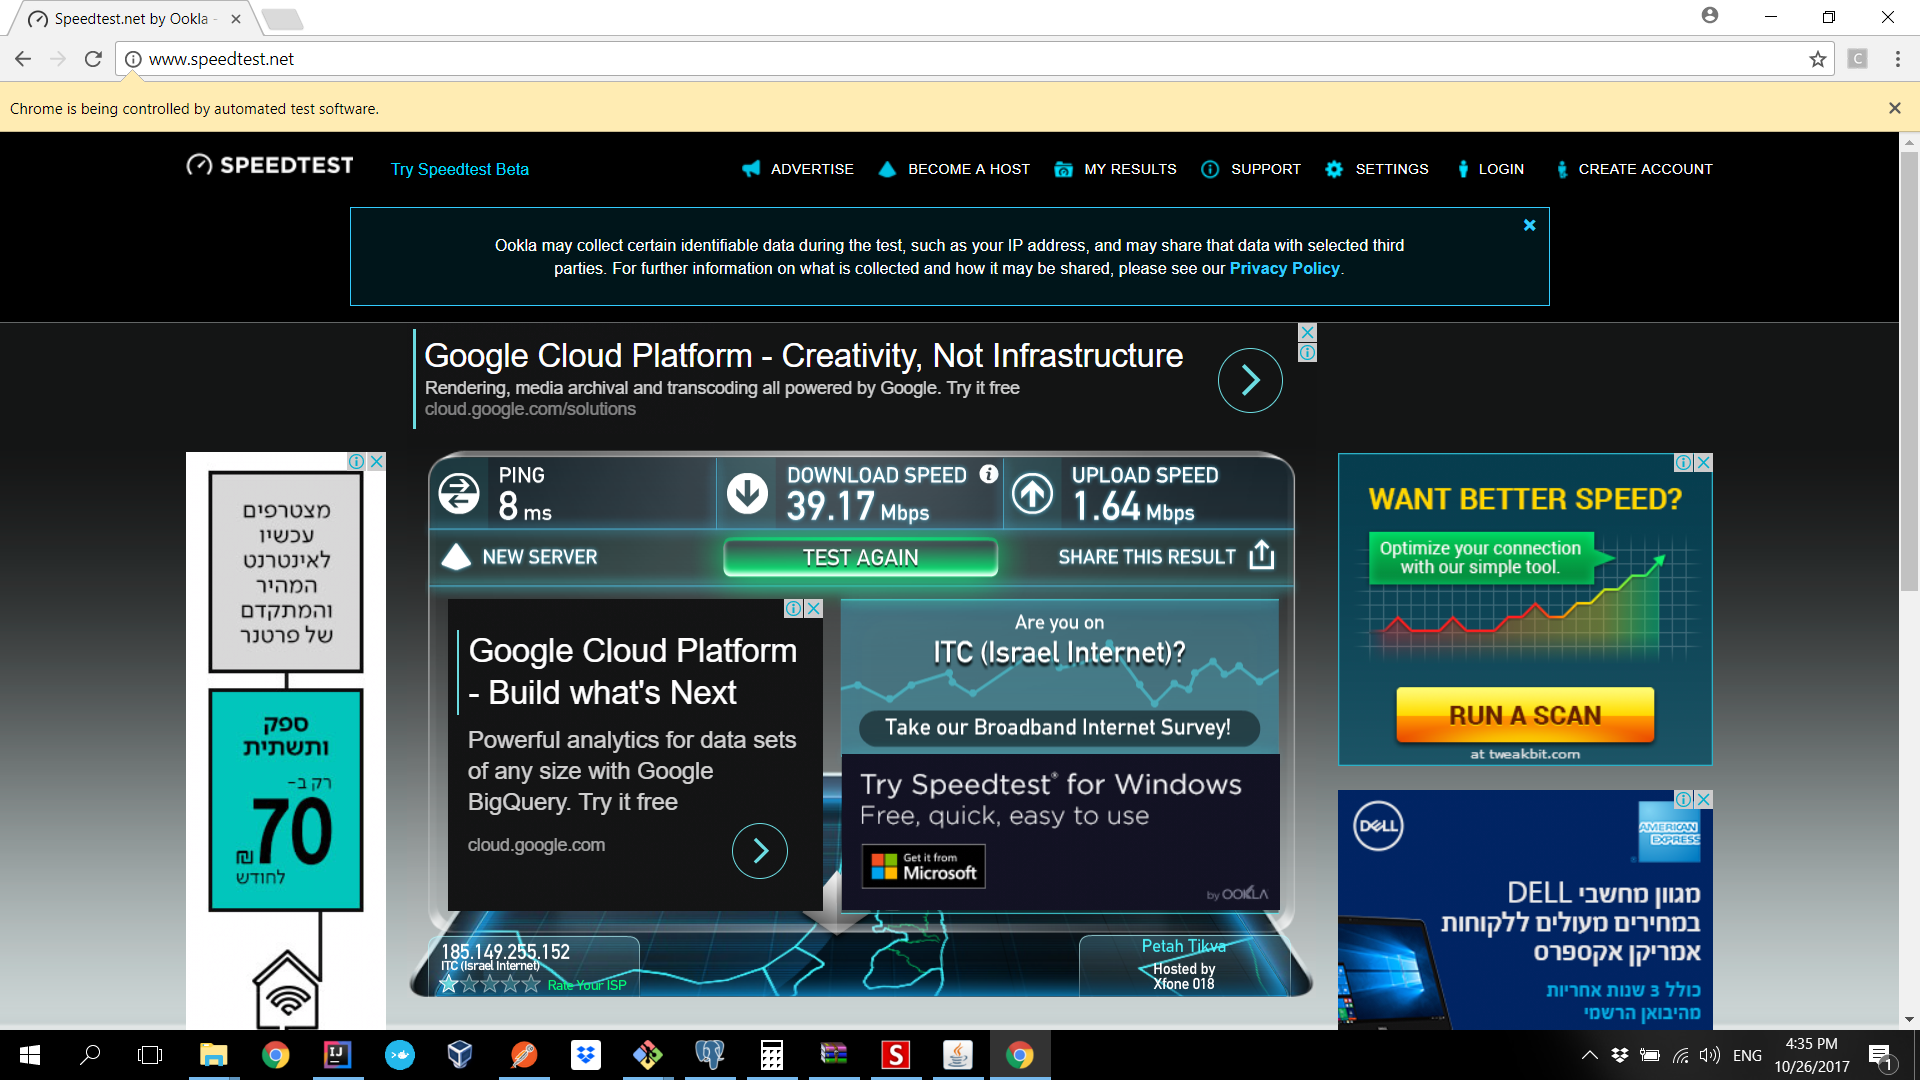 Speedtest.net by Ookla -
www.speedtest.net
C
Chrome is being controlled by automated test software.
SPEEDTEST
Try Speedtest Beta
ADVERTISE
BECOME A HOST
MY RESULTS
SUPPORT
SETTINGS
LOGIN
CREATE ACCOUNT
Ookla may collect certain identifiable data during the test, such as your IP address, and may share that data with selected third
parties. For further information on what is collected and how it may be shared, please see our Privacy Policy.
Google Cloud Platform - Creativity, Not Infrastructure
Rendering, media archival and transcoding all powered by Google. Try it free
cloud.google.com/solutions
מצטרפים
עכשיו
לאינטרנט
המהיר
והמתקדם
של פרטנר
ספק
ותשתית
רק ב-
70 ₪
לחודש
PING
8 ms
DOWNLOAD SPEED
39.17 Mbps
UPLOAD SPEED
1.64 Mbps
NEW SERVER
TEST AGAIN
SHARE THIS RESULT
Google Cloud Platform
- Build what's Next
Powerful analytics for data sets
of any size with Google
BigQuery. Try it free
cloud.google.com
Are you on
ITC (Israel Internet)?
Take our Broadband Internet Survey!
Try Speedtest® for Windows
Free, quick, easy to use
Get it from
Microsoft
by OOKLA
185.149.255.152
ITC (Israel Internet)
Rate Your ISP
Petah Tikva
Hosted by
Xfone 018
WANT BETTER SPEED?
Optimize your connection
with our simple tool.
RUN A SCAN
at tweakbit.com
DELL
AMERICAN
EXPRESS
מגוון מחשבי DELL
במחירים מעולים ללקוחות
אמריקן אקספרס
כולל 3 שנות אחריות
מהיבואן הרשמי
IJ
S
ENG
4:35 PM
10/26/2017
1